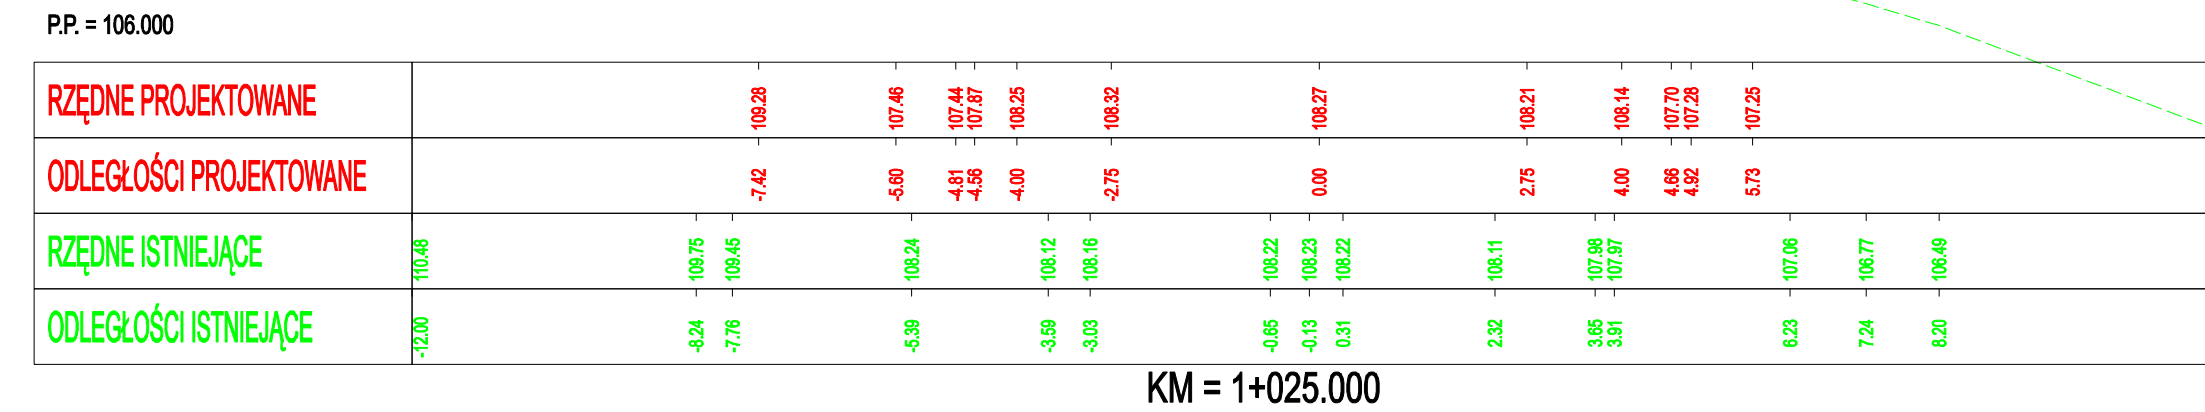 P.P. = 106.000
RZĘDNE PROJEKTOWANE 109.28 107.46 107.44 107.87 108.25 108.32 108.27 108.21 108.14 107.70 107.28 107.25
ODLEGŁOŚCI PROJEKTOWANE -7.42 -5.60 -4.81 -4.56 -4.00 -2.75 0.00 2.75 4.00 4.66 4.92 5.73
RZĘDNE ISTNIEJĄCE 110.48 109.75 109.45 108.24 108.12 108.16 108.22 108.23 108.22 108.11 107.98 107.97 107.06 106.77 106.49
ODLEGŁOŚCI ISTNIEJĄCE -12.00 -8.24 -7.76 -5.39 -3.59 -3.03 -0.65 -0.13 0.31 2.32 3.65 3.91 6.23 7.24 8.20
KM = 1+025.000